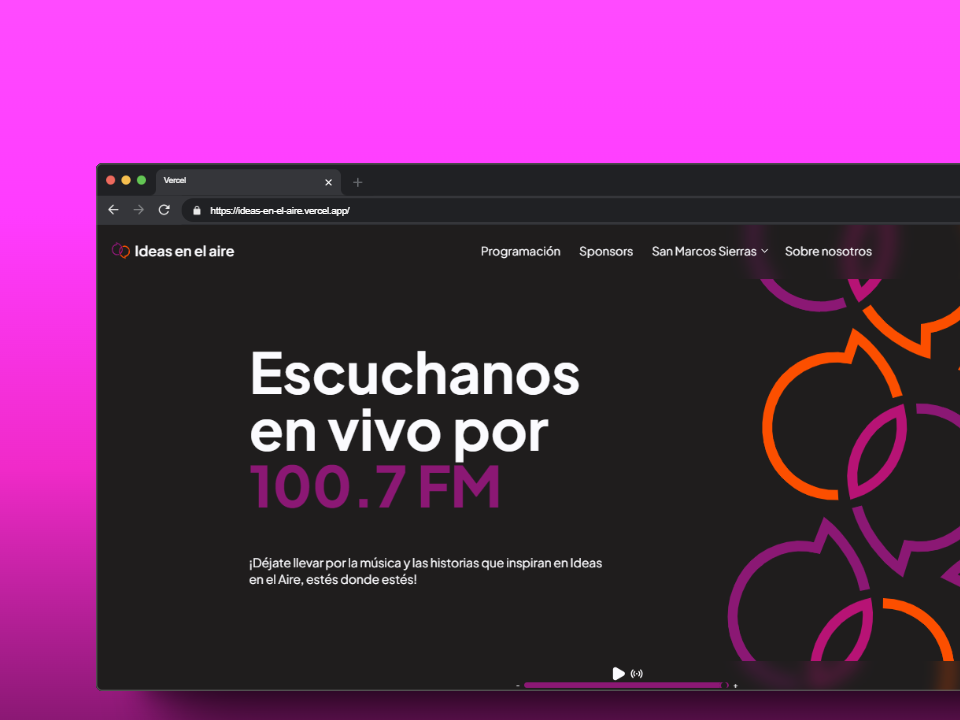 Vercel
https://ideas-en-el-aire.vercel.app/
Ideas en el aire
Programación
Sponsors
San Marcos Sierras
Sobre nosotros
Escuchanos
en vivo por
100.7 FM
¡Déjate llevar por la música y las historias que inspiran en Ideas
en el Aire, estés donde estés!